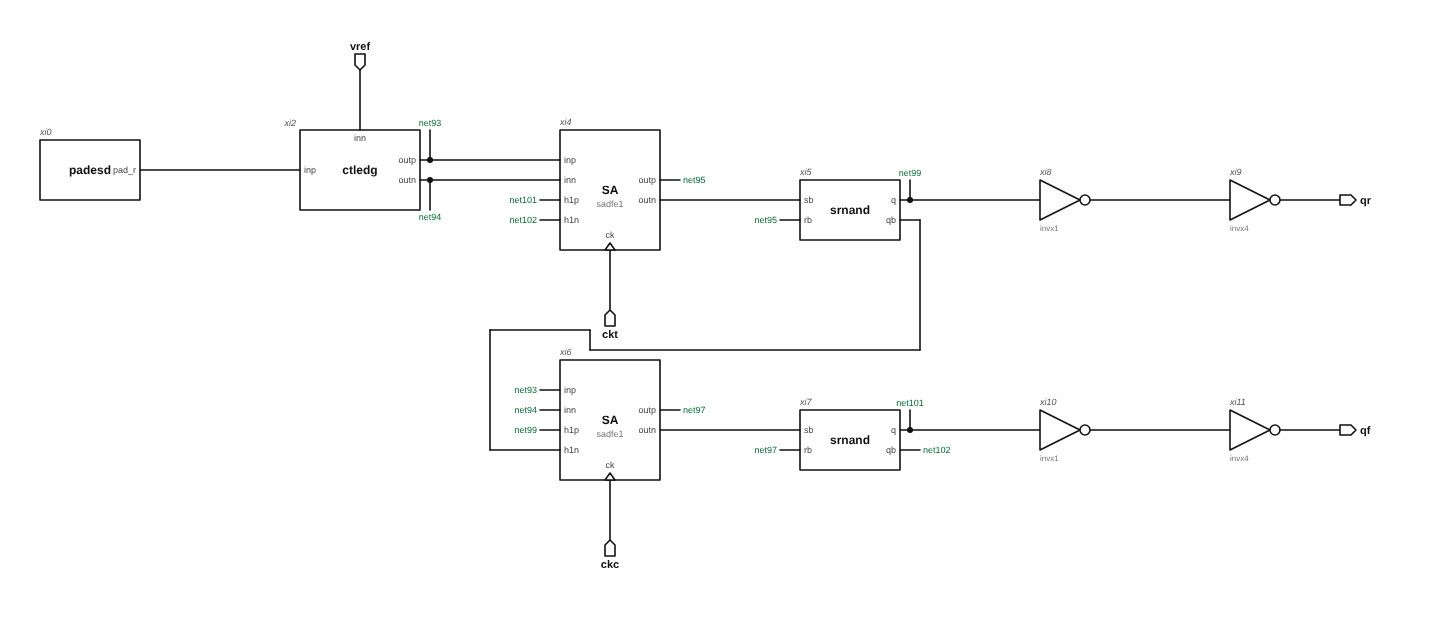 vref
xi0
padesd
pad_r
xi2
inn
inp
ctledg
outp
outn
net93
net94
xi4
inp
inn
net101
h1p
net102
h1n
SA
sadfe1
outp
outn
net95
ck
ckt
xi5
sb
net95
rb
srnand
q
qb
net99
xi8
invx1
xi9
invx4
qr
xi6
net93
inp
net94
inn
net99
h1p
h1n
SA
sadfe1
outp
outn
net97
ck
ckc
xi7
sb
net97
rb
srnand
q
qb
net101
net102
xi10
invx1
xi11
invx4
qf